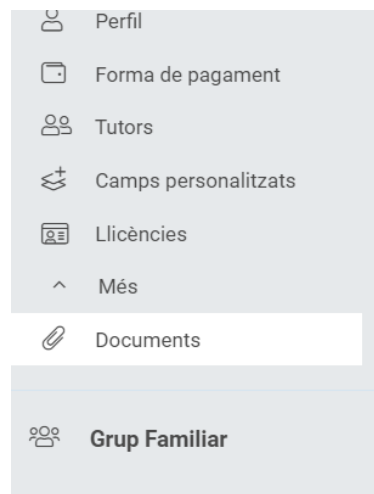 Perfil
Forma de pagament
Tutors
Camps personalitzats
Llicències
Més
Documents
Grup Familiar